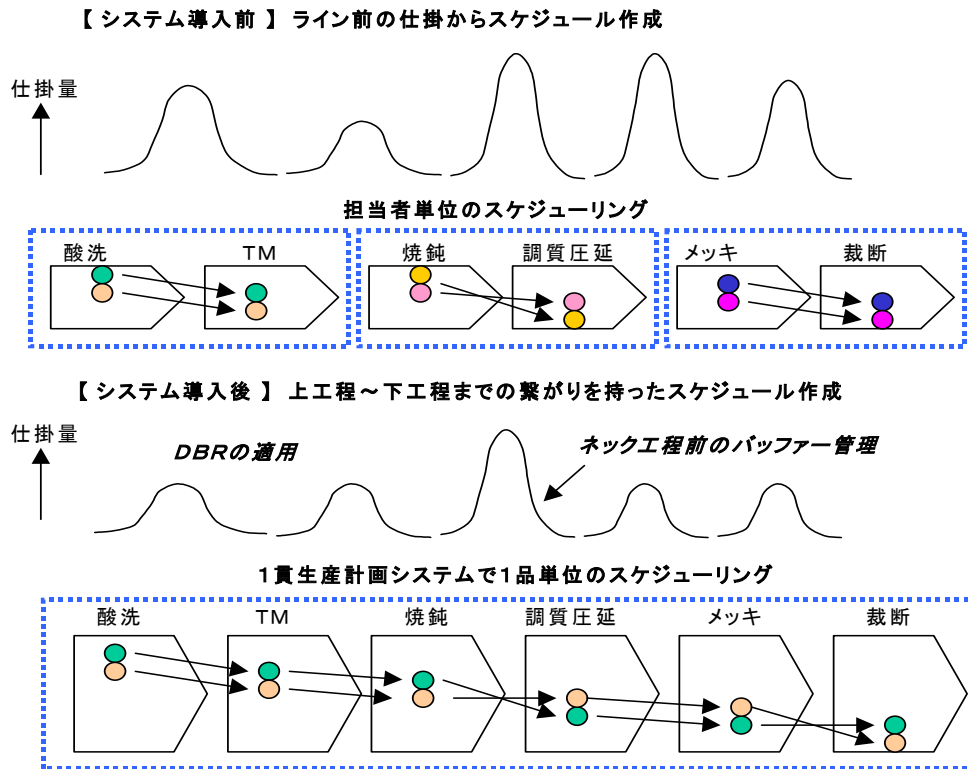 【 システム導入前 】 ライン前の仕掛からスケジュール作成
仕掛量
担当者単位のスケジューリング
酸洗 TM 焼鈍 調質圧延 メッキ 裁断
【 システム導入後 】 上工程～下工程までの繋がりを持ったスケジュール作成
仕掛量
DBRの適用
ネック工程前のバッファー管理
1貫生産計画システムで1品単位のスケジューリング
酸洗 TM 焼鈍 調質圧延 メッキ 裁断